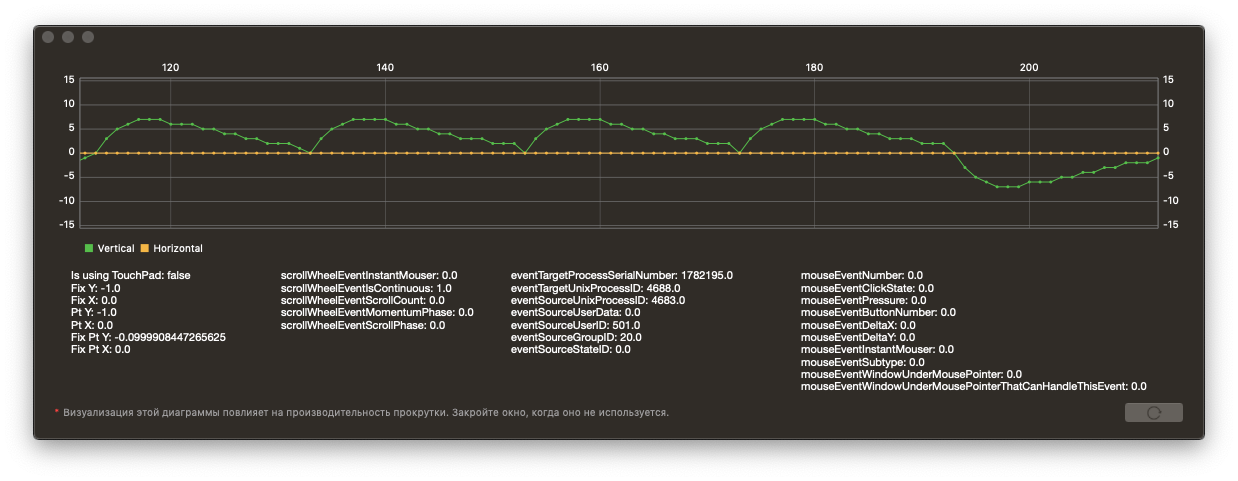 120 140 160 180 200
15 15
10 10
5 5
0 0
-5 -5
-10 -10
-15 -15
Vertical Horizontal
Is using TouchPad: false
Fix Y: -1.0
Fix X: 0.0
Pt Y: -1.0
Pt X: 0.0
Fix Pt Y: -0.0999908447265625
Fix Pt X: 0.0
scrollWheelEventInstantMouser: 0.0
scrollWheelEventIsContinuous: 1.0
scrollWheelEventScrollCount: 0.0
scrollWheelEventMomentumPhase: 0.0
scrollWheelEventScrollPhase: 0.0
eventTargetProcessSerialNumber: 1782195.0
eventTargetUnixProcessID: 4688.0
eventSourceUnixProcessID: 4683.0
eventSourceUserData: 0.0
eventSourceUserID: 501.0
eventSourceGroupID: 20.0
eventSourceStateID: 0.0
mouseEventNumber: 0.0
mouseEventClickState: 0.0
mouseEventPressure: 0.0
mouseEventButtonNumber: 0.0
mouseEventDeltaX: 0.0
mouseEventDeltaY: 0.0
mouseEventInstantMouser: 0.0
mouseEventSubtype: 0.0
mouseEventWindowUnderMousePointer: 0.0
mouseEventWindowUnderMousePointerThatCanHandleThisEvent: 0.0
* Визуализация этой диаграммы повлияет на производительность прокрутки. Закройте окно, когда оно не используется.